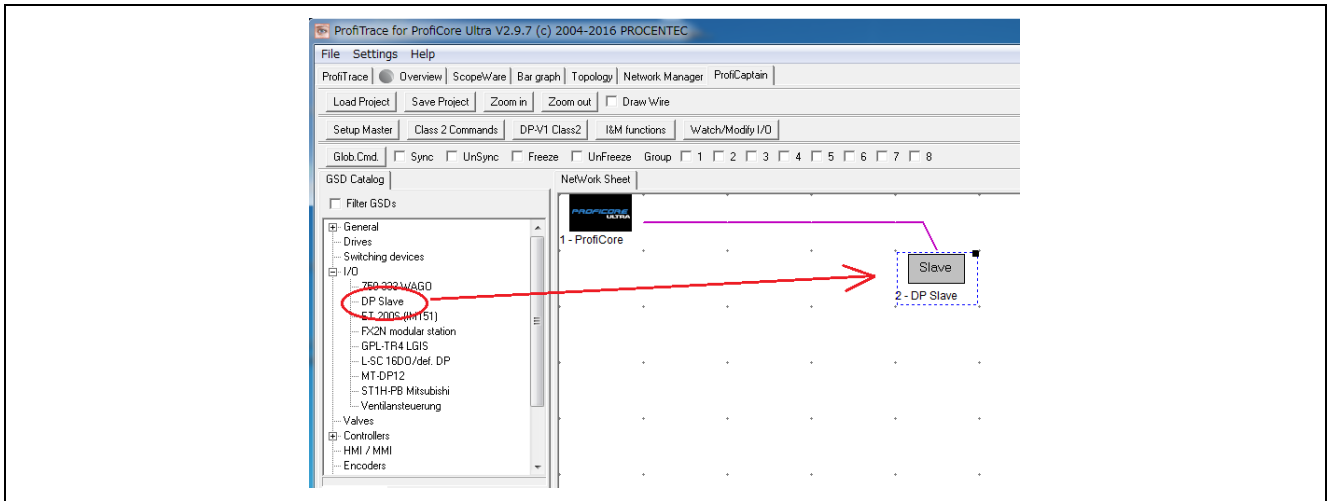 ProfiTrace for ProfiCore Ultra V2.9.7 (c) 2004-2016 PROCENTEC
File Settings Help
ProfiTrace Overview ScopeWare Bar graph Topology Network Manager ProfiCaptain
Load Project Save Project Zoom in Zoom out Draw Wire
Setup Master Class 2 Commands DP-V1 Class2 I&M functions Watch/Modify I/O
Glob.Cmd. Sync UnSync Freeze UnFreeze Group 1 2 3 4 5 6 7 8
GSD Catalog
Filter GSDs
General
Drives
Switching devices
I/O
750-333 WAGO
DP Slave
ET 200S (IM151)
FX2N modular station
GPL-TR4 LGIS
L-SC 16DO/def. DP
MT-DP12
ST1H-PB Mitsubishi
Ventilansteuerung
Valves
Controllers
HMI / MMI
Encoders
NetWork Sheet
PROFICORE
ULTRA
1 - ProfiCore
Slave
2 - DP Slave